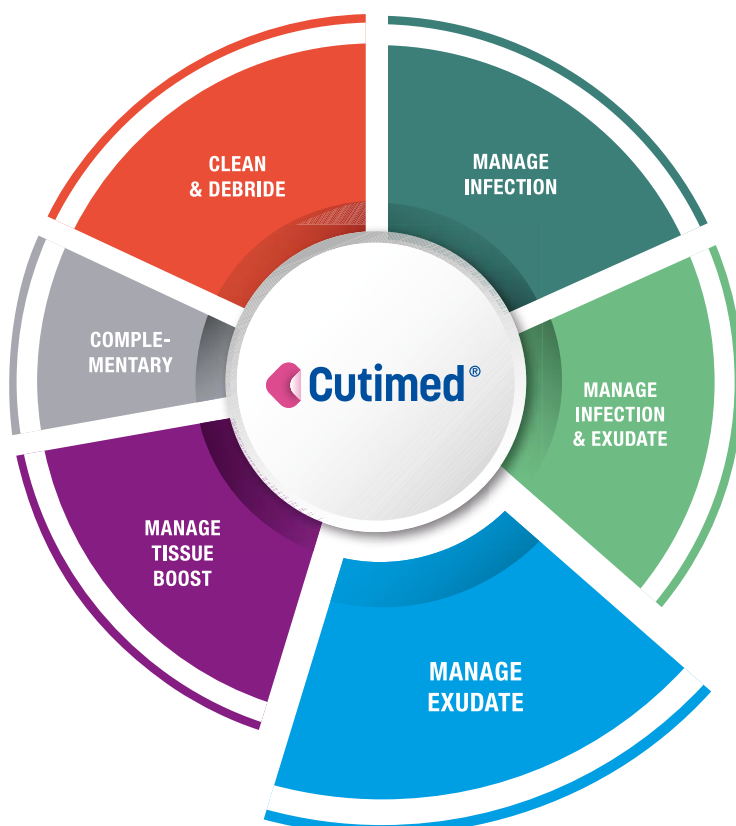 CLEAN
& DEBRIDE
MANAGE
INFECTION
COMPLE-
MENTARY
Cutimed®
MANAGE
INFECTION
& EXUDATE
MANAGE
TISSUE
BOOST
MANAGE
EXUDATE